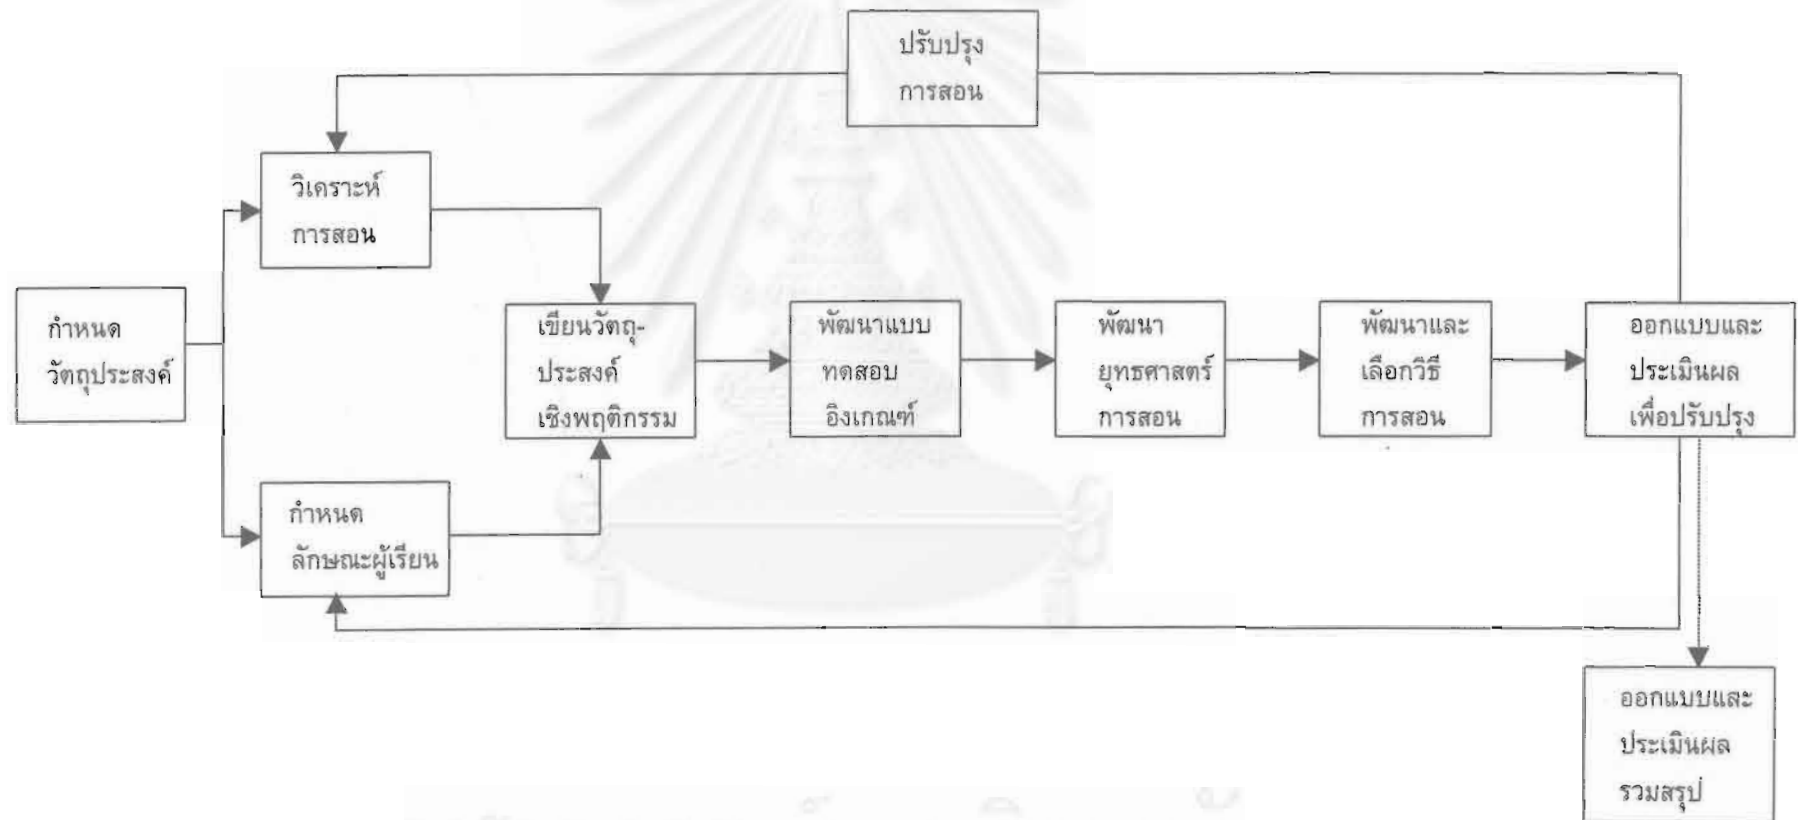 ปรับปรุง
การสอน
วิเคราะห์
การสอน
กำหนด
วัตถุประสงค์
กำหนด
ลักษณะผู้เรียน
เขียนวัตถุ-
ประสงค์
เชิงพฤติกรรม
พัฒนาแบบ
ทดสอบ
อิงเกณฑ์
พัฒนา
ยุทธศาสตร์
การสอน
พัฒนาและ
เลือกวิธี
การสอน
ออกแบบและ
ประเมินผล
เพื่อปรับปรุง
ออกแบบและ
ประเมินผล
รวมสรุป